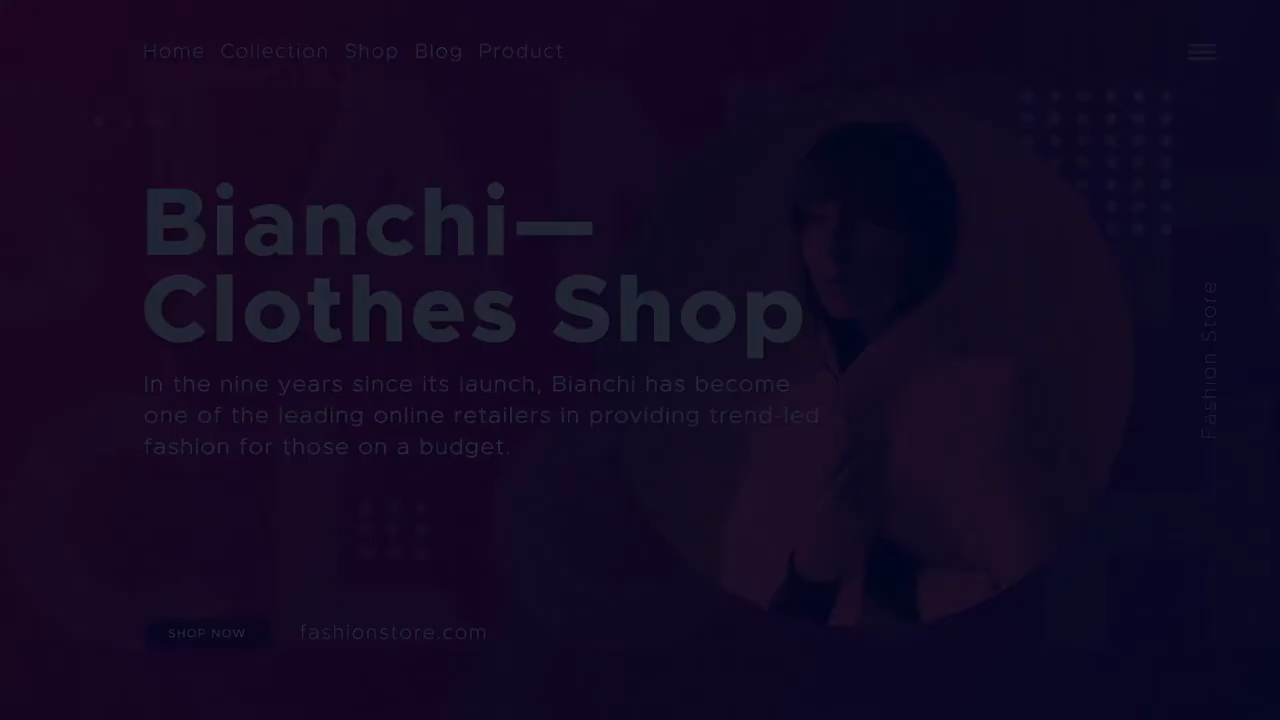 Home Collection Shop Blog Product
Bianchi—
Clothes Shop
In the nine years since its launch, Bianchi has become
one of the leading online retailers in providing trend-led
fashion for those on a budget.
Fashion Store
SHOP NOW
fashionstore.com